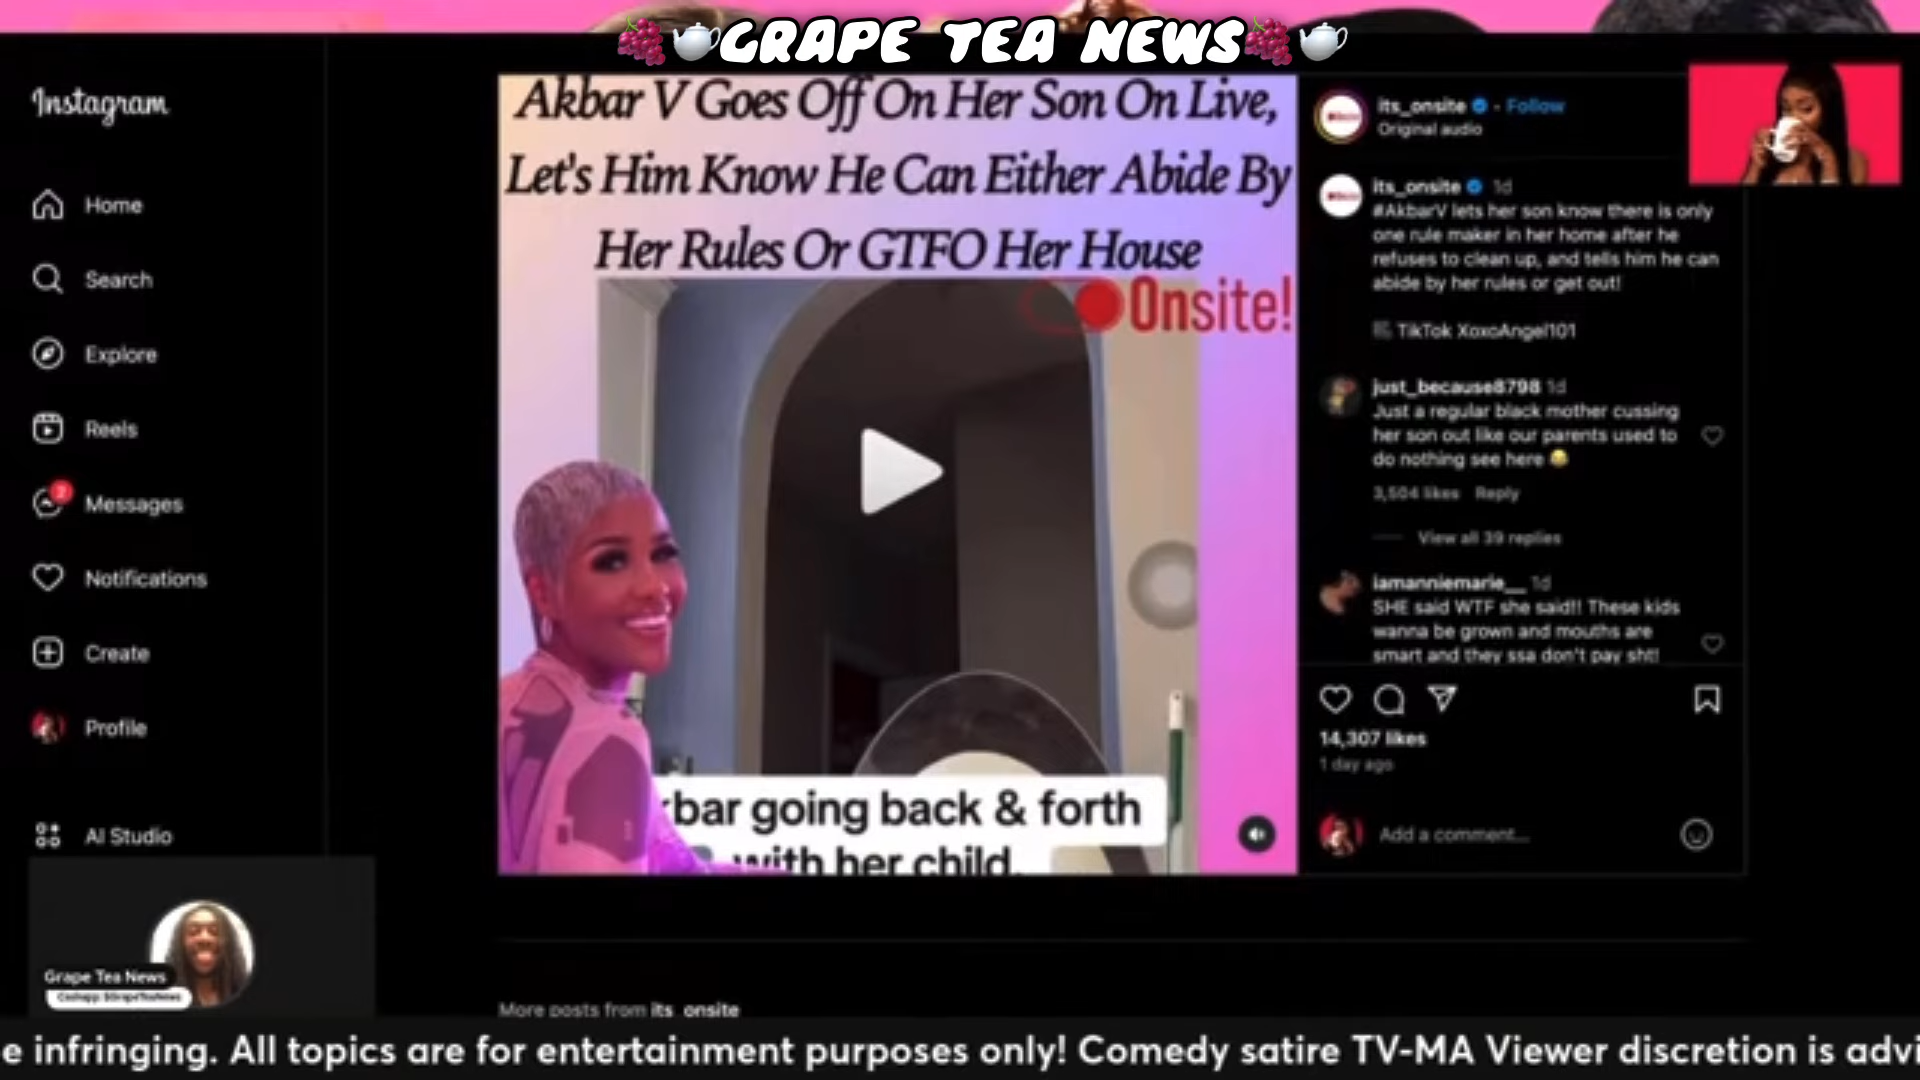 GRAPE TEA NEWS
Instagram
Home
Search
Explore
Reels
2
Messages
Notifications
Create
Profile
AI Studio
Akbar V Goes Off On Her Son On Live,
Let's Him Know He Can Either Abide By
Her Rules Or GTFO Her House
Onsite!
bar going back & forth
with her child.
its_onsite • Follow
Original audio
its_onsite 1d
#AkbarV lets her son know there is only
one rule maker in her home after he
refuses to clean up, and tells him he can
abide by her rules or get out!
TikTok XoxoAngel101
just_because8798 1d
Just a regular black mother cussing
her son out like our parents used to
do nothing see here 😂
3,504 likes Reply
View all 39 replies
iamanniemarie__ 1d
SHE said WTF she said!! These kids
wanna be grown and mouths are
smart and they ssa don't pay sht!
14,307 likes
1 day ago
Add a comment...
Grape Tea News
Cashapp: $GrapeTeaNews
More posts from its_onsite
e infringing. All topics are for entertainment purposes only! Comedy satire TV-MA Viewer discretion is advi